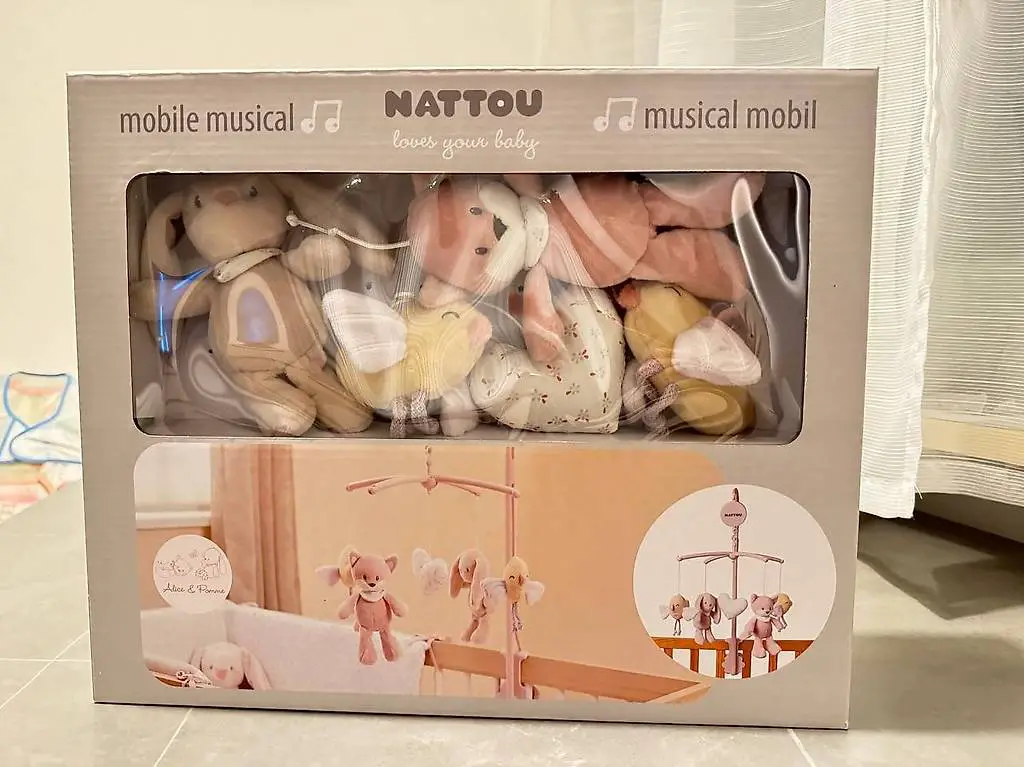 mobile musical
NATTOU
loves your baby
musical mobil
Alice & Pomme
NATTOU